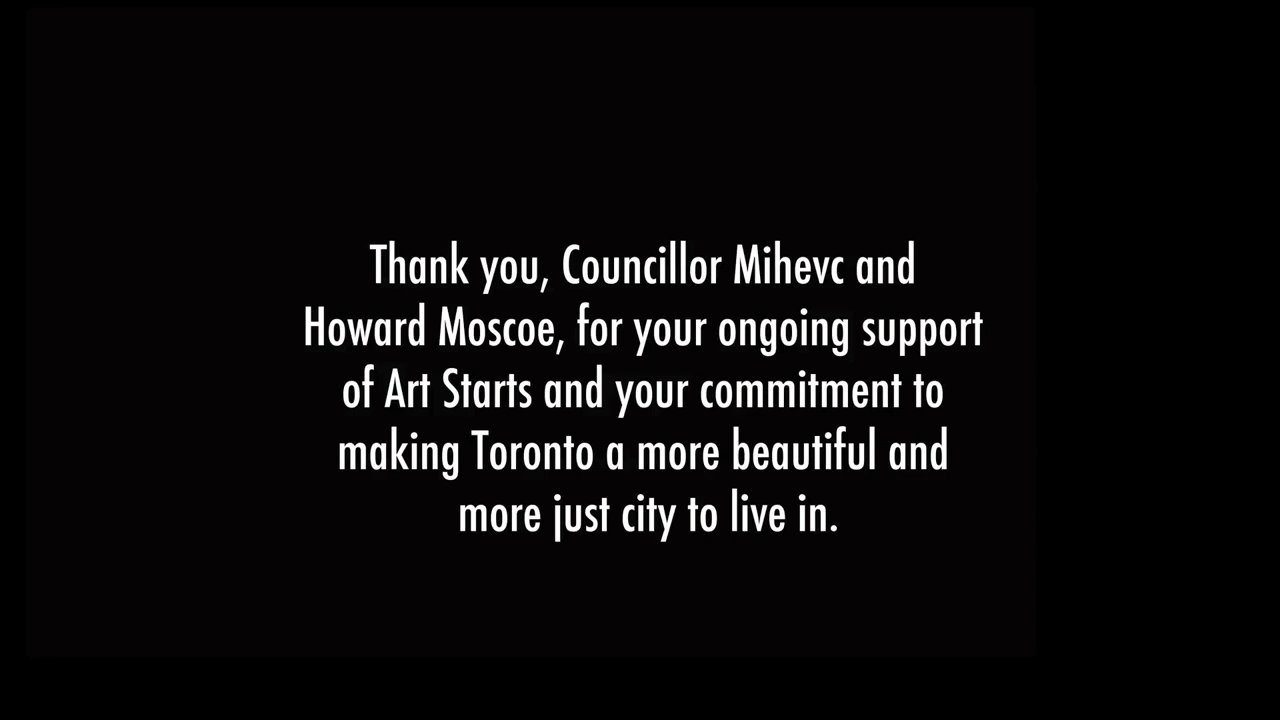 Thank you, Councillor Mihevc and
Howard Moscoe, for your ongoing support
of Art Starts and your commitment to
making Toronto a more beautiful and
more just city to live in.